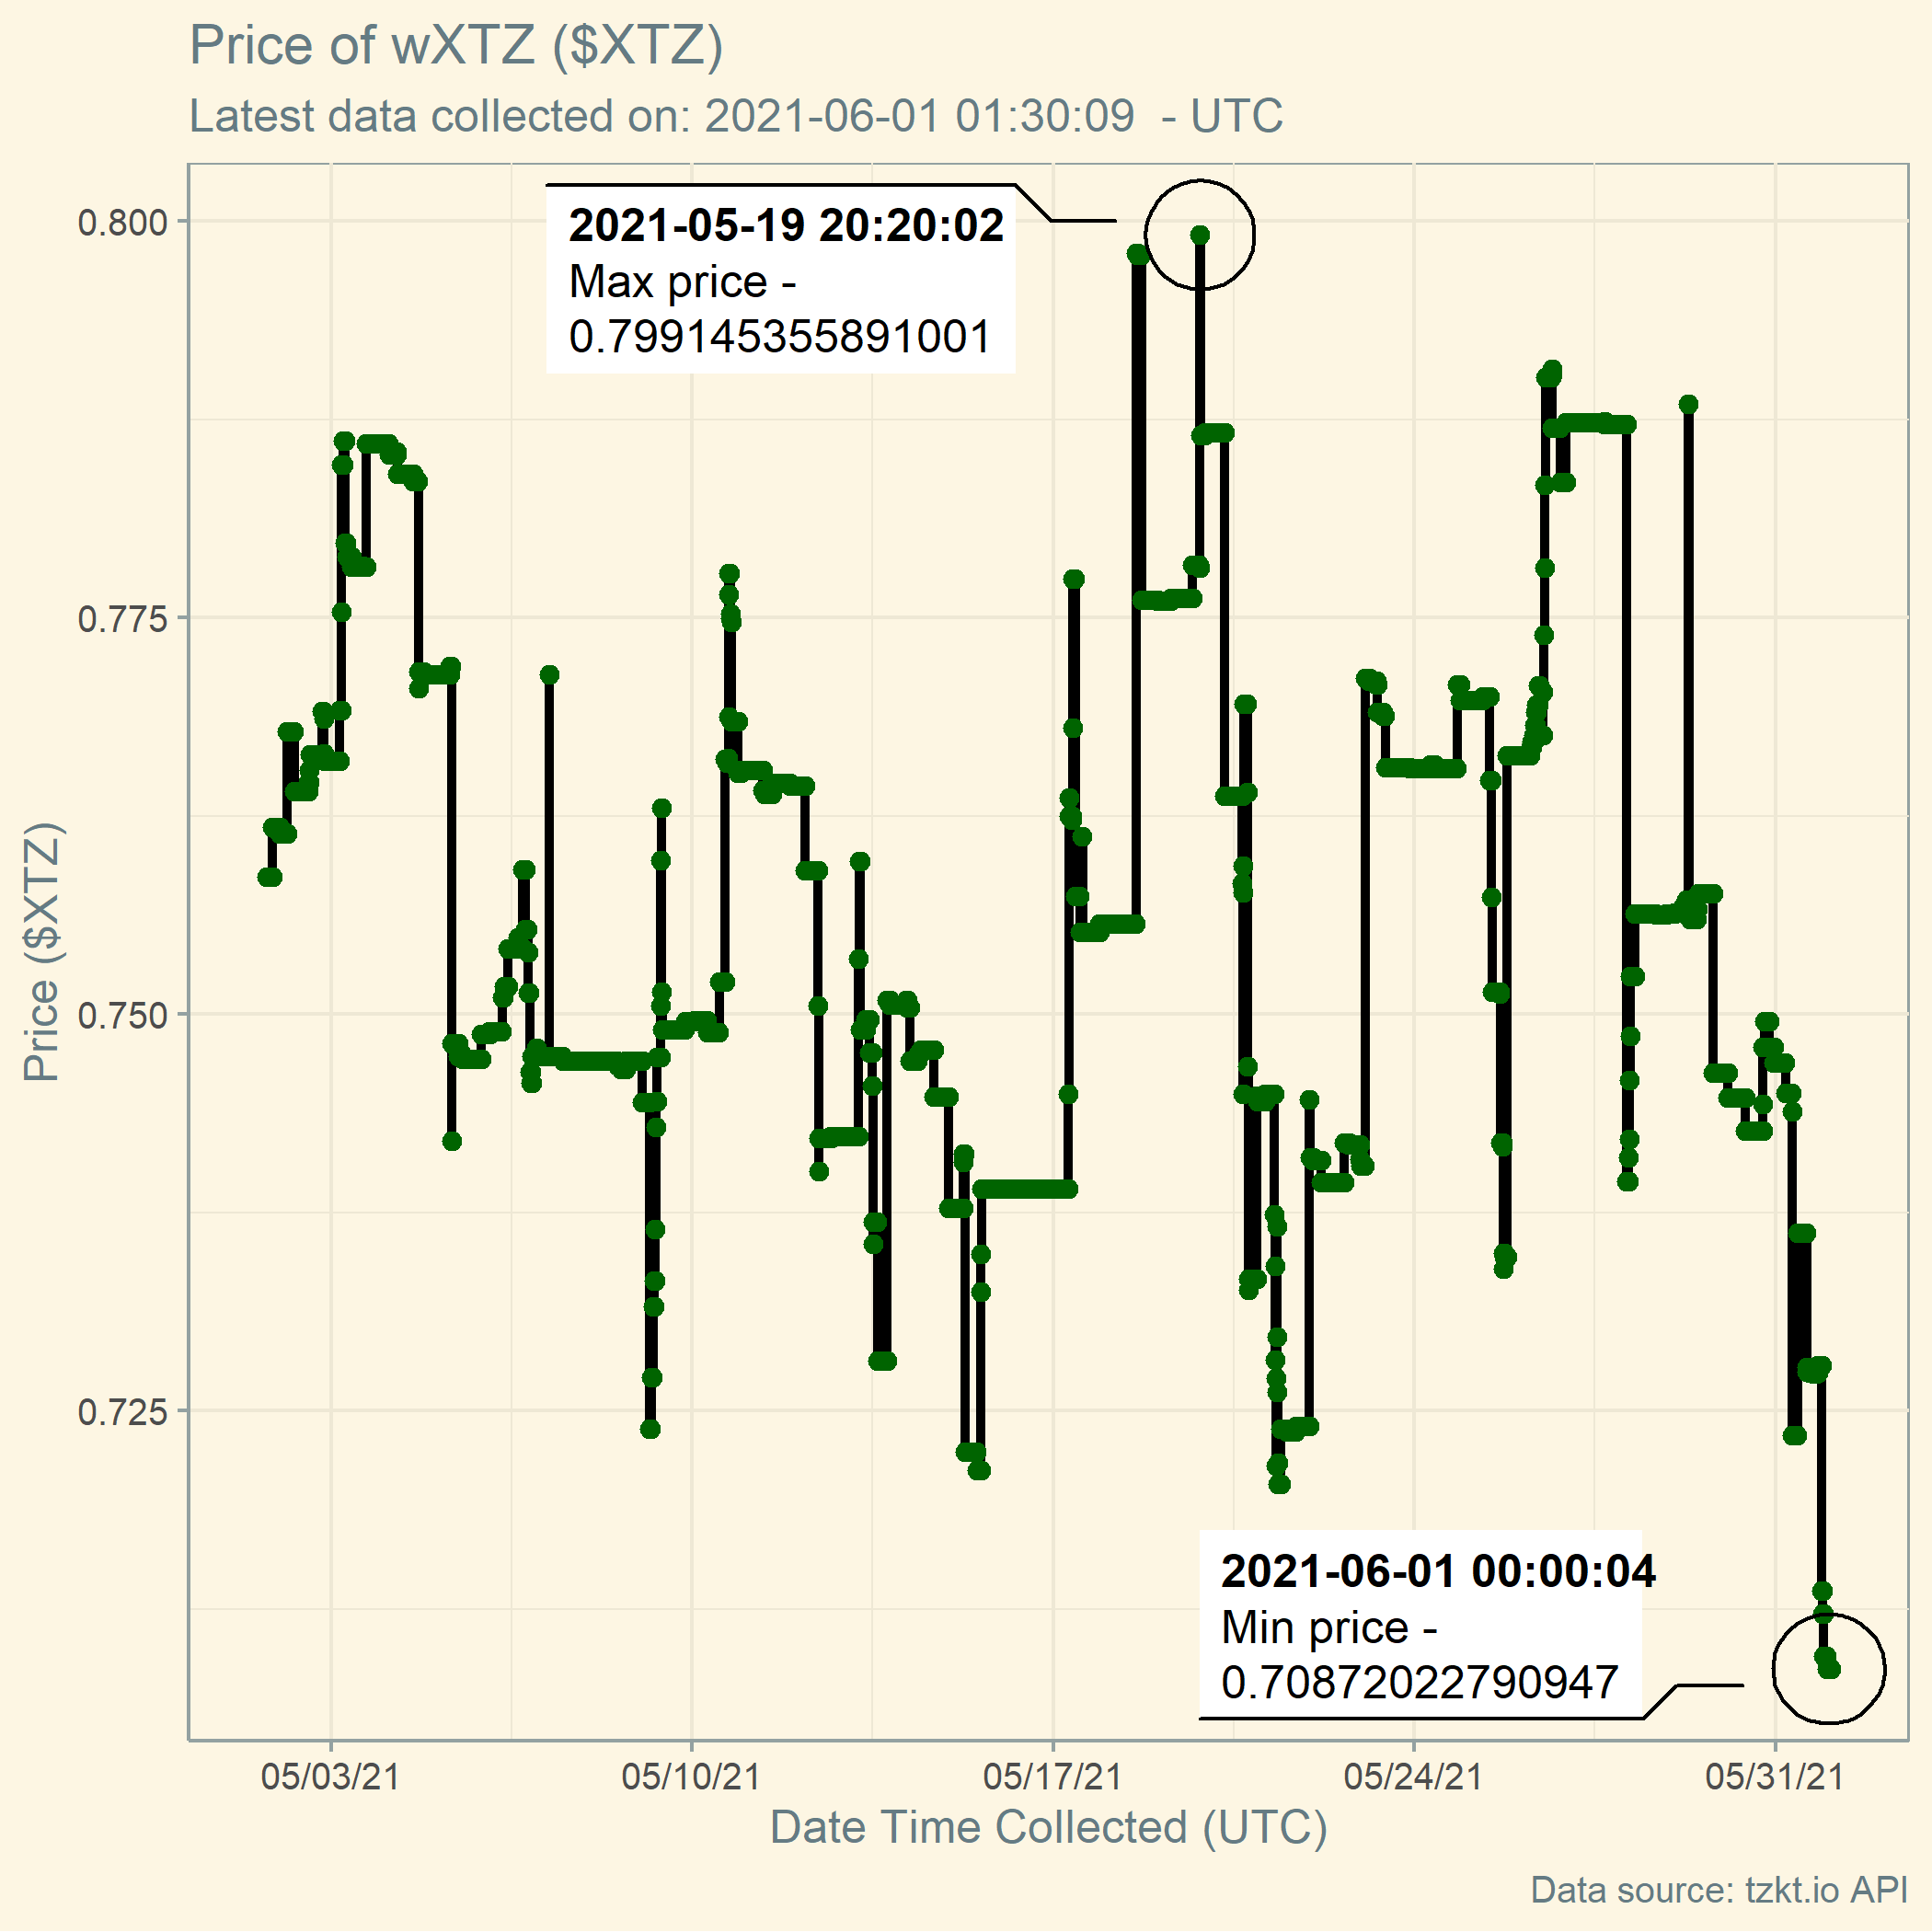 Price of wXTZ ($XTZ)
Latest data collected on: 2021-06-01 01:30:09  - UTC
0.800
0.775
0.750
0.725
Price ($XTZ)
2021-05-19 20:20:02
Max price -
0.799145355891001
2021-06-01 00:00:04
Min price -
0.70872022790947
05/03/21
05/10/21
05/17/21
05/24/21
05/31/21
Date Time Collected (UTC)
Data source: tzkt.io API